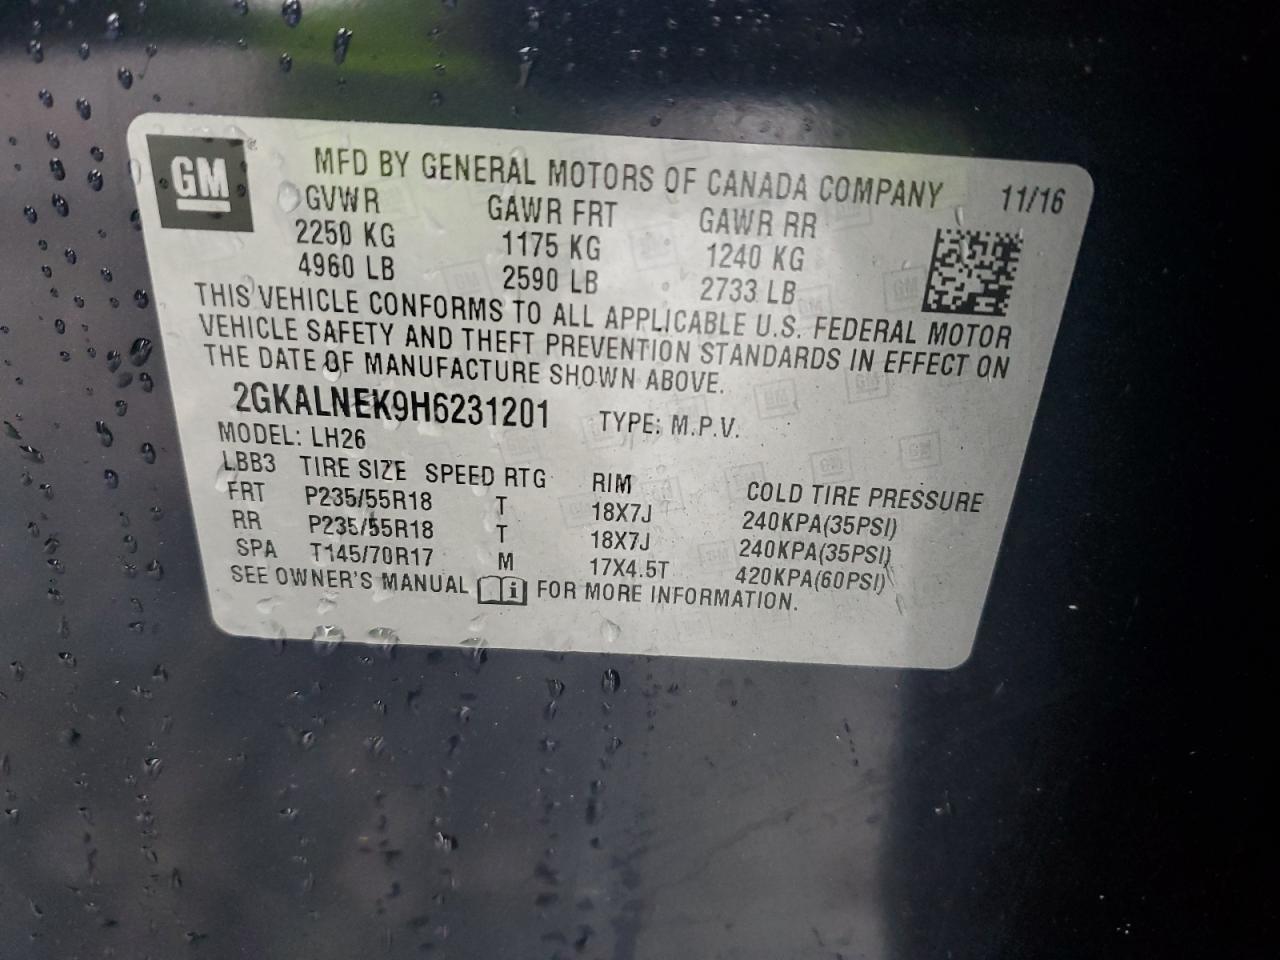 GM
MFD BY GENERAL MOTORS OF CANADA COMPANY 11/16
GVWR GAWR FRT GAWR RR
2250 KG 1175 KG 1240 KG
4960 LB 2590 LB 2733 LB
THIS VEHICLE CONFORMS TO ALL APPLICABLE U.S. FEDERAL MOTOR
VEHICLE SAFETY AND THEFT PREVENTION STANDARDS IN EFFECT ON
THE DATE OF MANUFACTURE SHOWN ABOVE.
2GKALNEK9H6231201 TYPE: M.P.V.
MODEL: LH26
LBB3 TIRE SIZE SPEED RTG RIM COLD TIRE PRESSURE
FRT P235/55R18 T 18X7J 240KPA(35PSI)
RR P235/55R18 T 18X7J 240KPA(35PSI)
SPA T145/70R17 M 17X4.5T 420KPA(60PSI)
SEE OWNER'S MANUAL i FOR MORE INFORMATION.